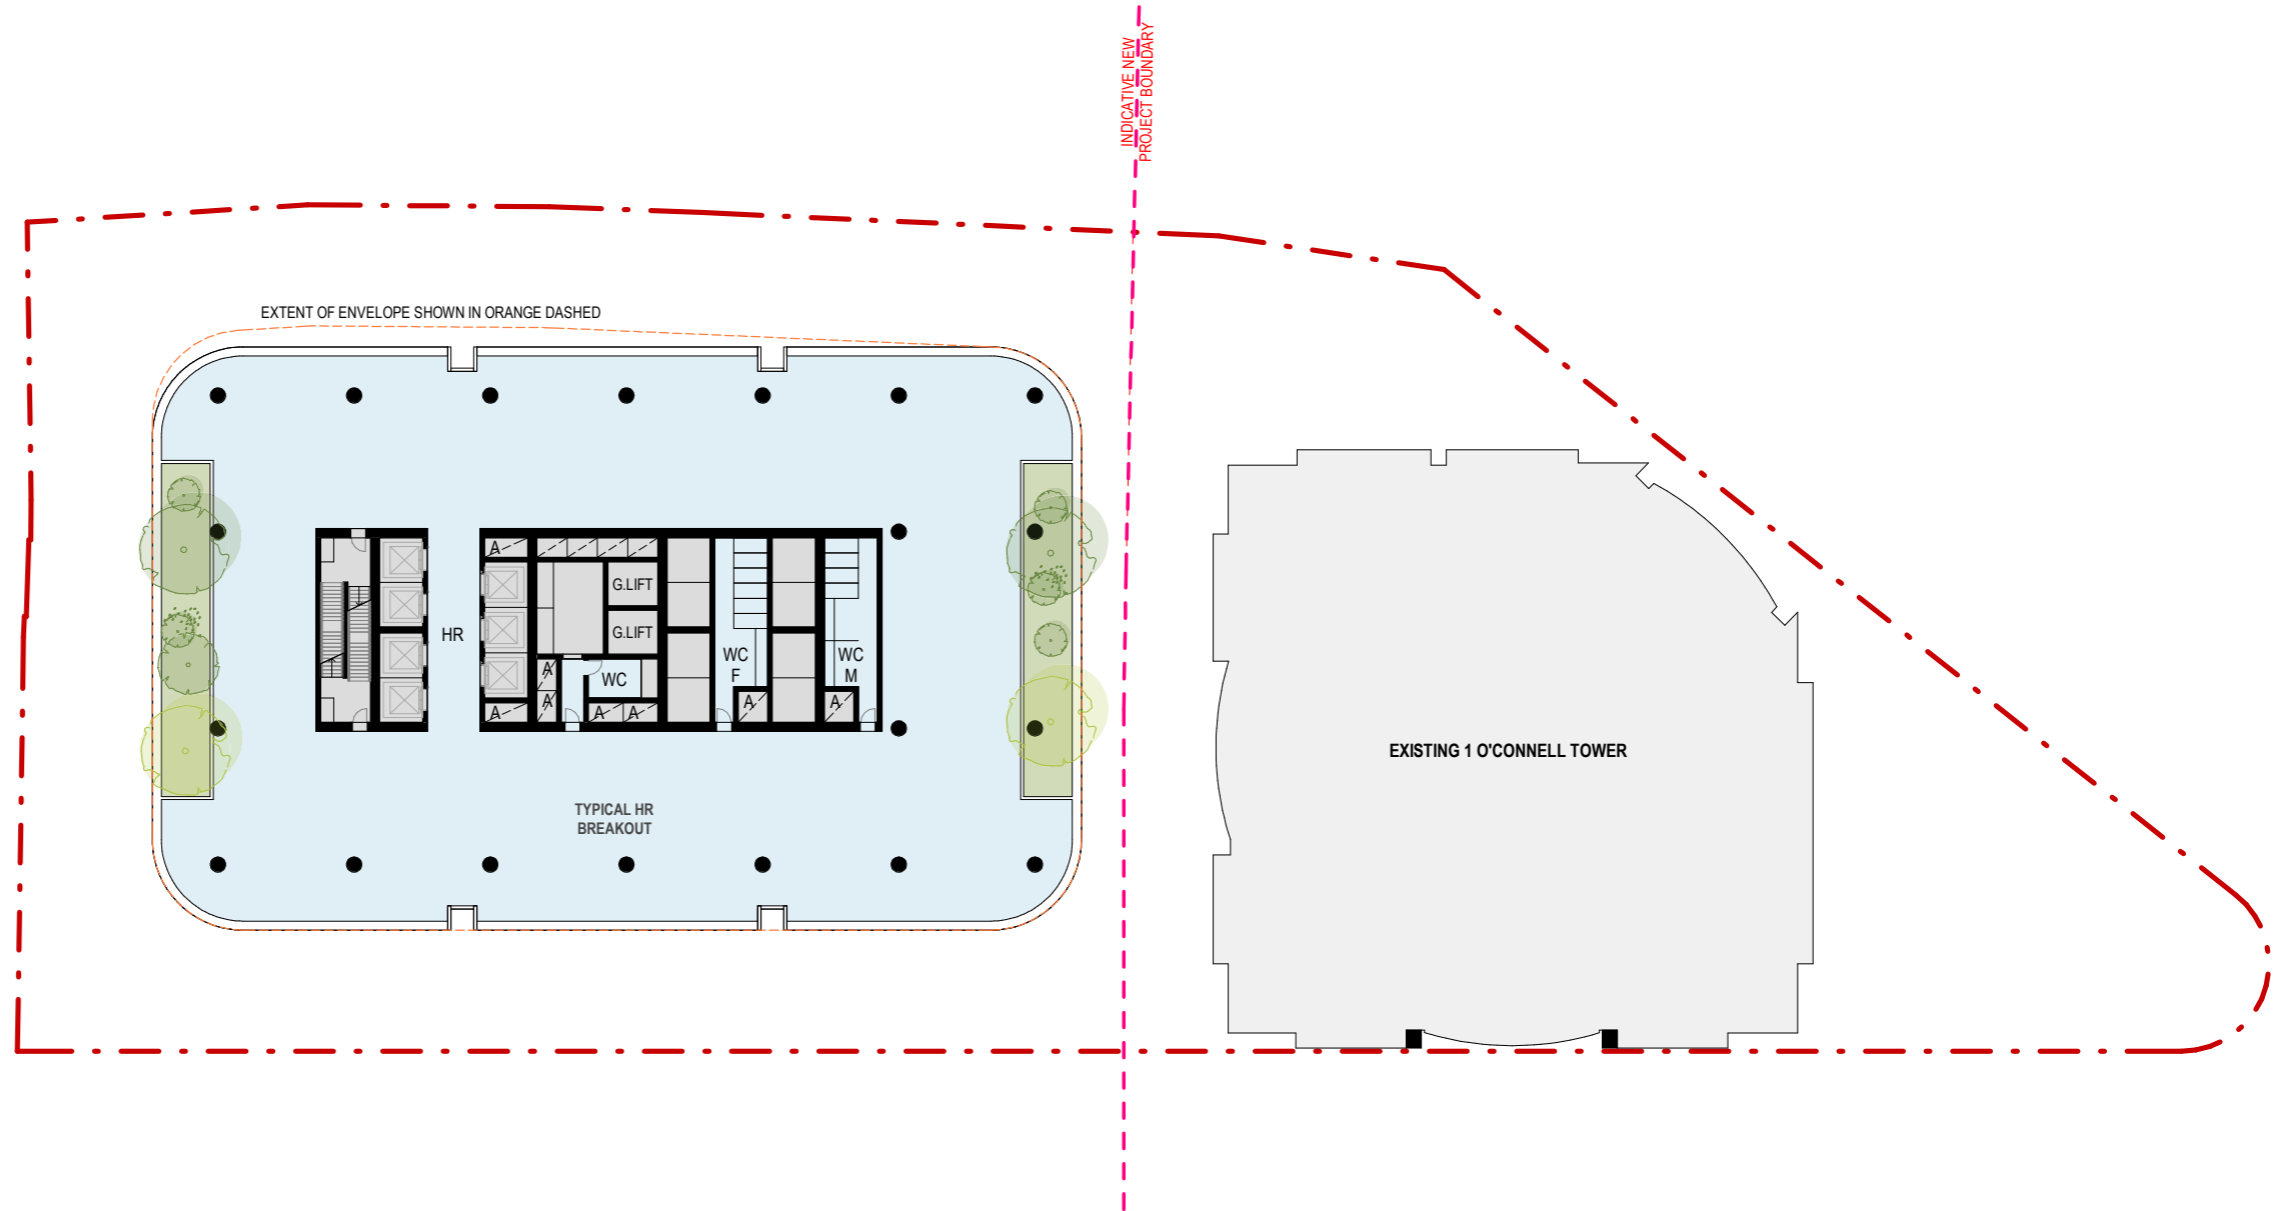 INDICATIVE NEW
PROJECT BOUNDARY
EXTENT OF ENVELOPE SHOWN IN ORANGE DASHED
A
G.LIFT
HR
G.LIFT
WC
F
WC
M
A
WC
A
A
A
A
A
A
EXISTING 1 O'CONNELL TOWER
TYPICAL HR
BREAKOUT